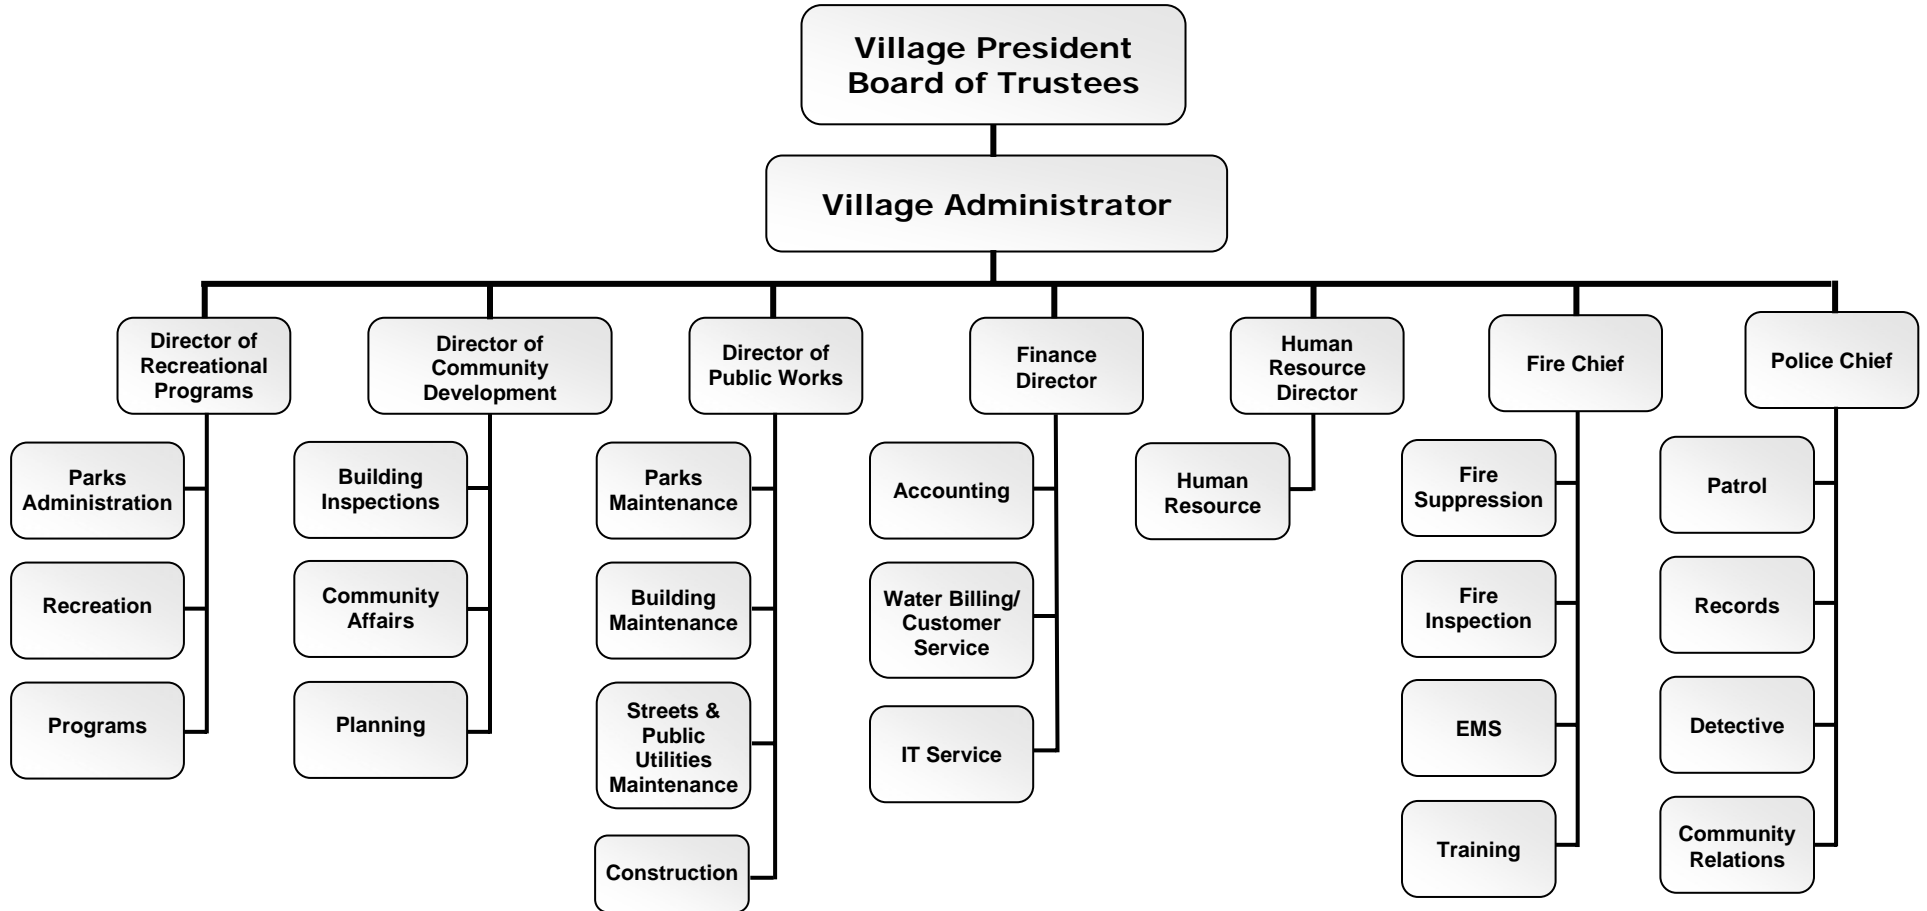 Village President
Board of Trustees
Village Administrator
Director of
Recreational
Programs
Director of
Community
Development
Director of
Public Works
Finance
Director
Human
Resource
Director
Fire Chief
Police Chief
Parks
Administration
Recreation
Programs
Building
Inspections
Community
Affairs
Planning
Parks
Maintenance
Building
Maintenance
Streets &
Public
Utilities
Maintenance
Construction
Accounting
Water Billing/
Customer
Service
IT Service
Human
Resource
Fire
Suppression
Fire
Inspection
EMS
Training
Patrol
Records
Detective
Community
Relations